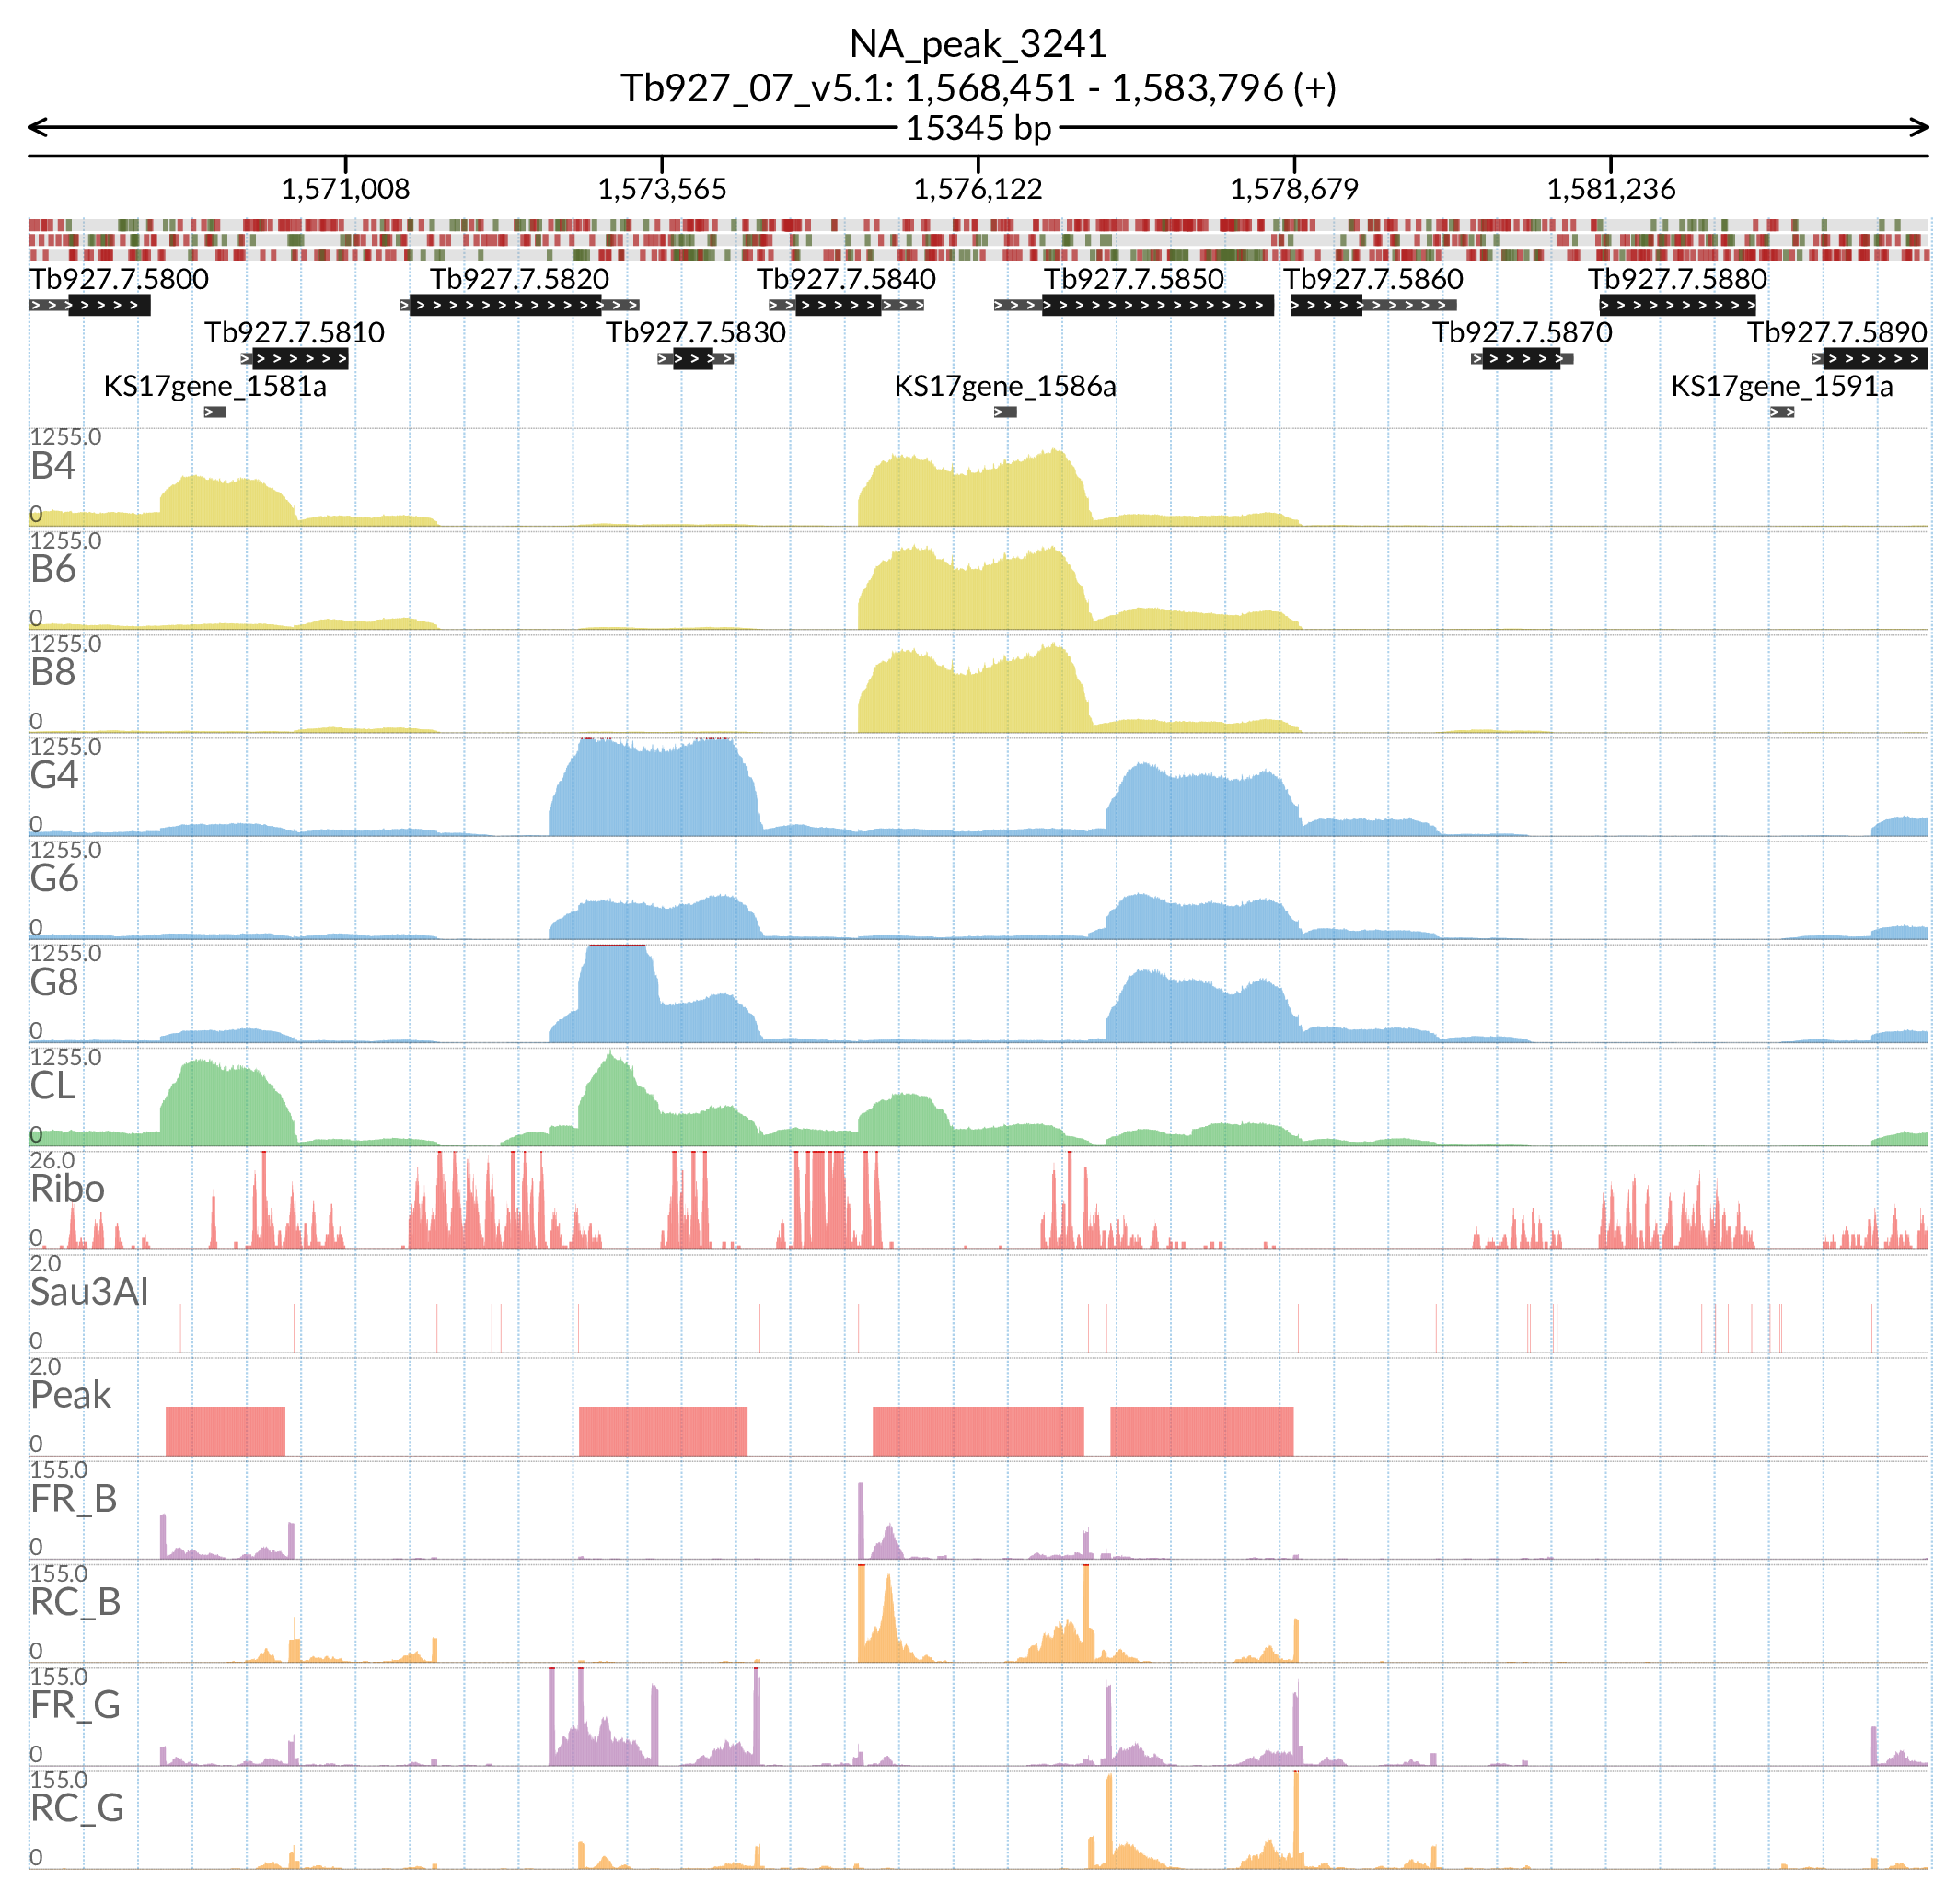 NA_peak_3241
Tb927_07_v5.1: 1,568,451 - 1,583,796 (+)
15345 bp
1,571,008 1,573,565 1,576,122 1,578,679 1,581,236
Tb927.7.5800 Tb927.7.5820 Tb927.7.5840 Tb927.7.5850 Tb927.7.5860 Tb927.7.5880
Tb927.7.5810 Tb927.7.5830 Tb927.7.5870 Tb927.7.5890
KS17gene_1581a KS17gene_1586a KS17gene_1591a
1255.0
B4
0
1255.0
B6
0
1255.0
B8
0
1255.0
G4
0
1255.0
G6
0
1255.0
G8
0
1255.0
CL
0
26.0
Ribo
0
2.0
Sau3AI
0
2.0
Peak
0
155.0
FR_B
0
155.0
RC_B
0
155.0
FR_G
0
155.0
RC_G
0